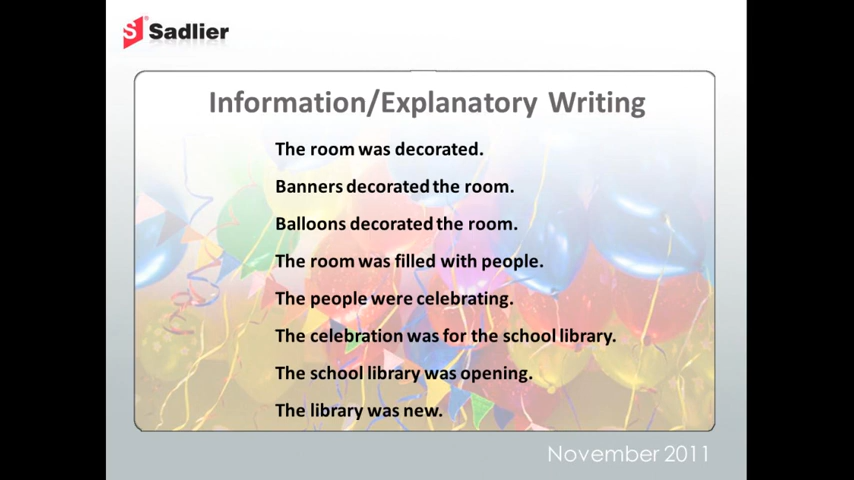 Sadlier
Information/Explanatory Writing
The room was decorated.
Banners decorated the room.
Balloons decorated the room.
The room was filled with people.
The people were celebrating.
The celebration was for the school library.
The school library was opening.
The library was new.
November 2011